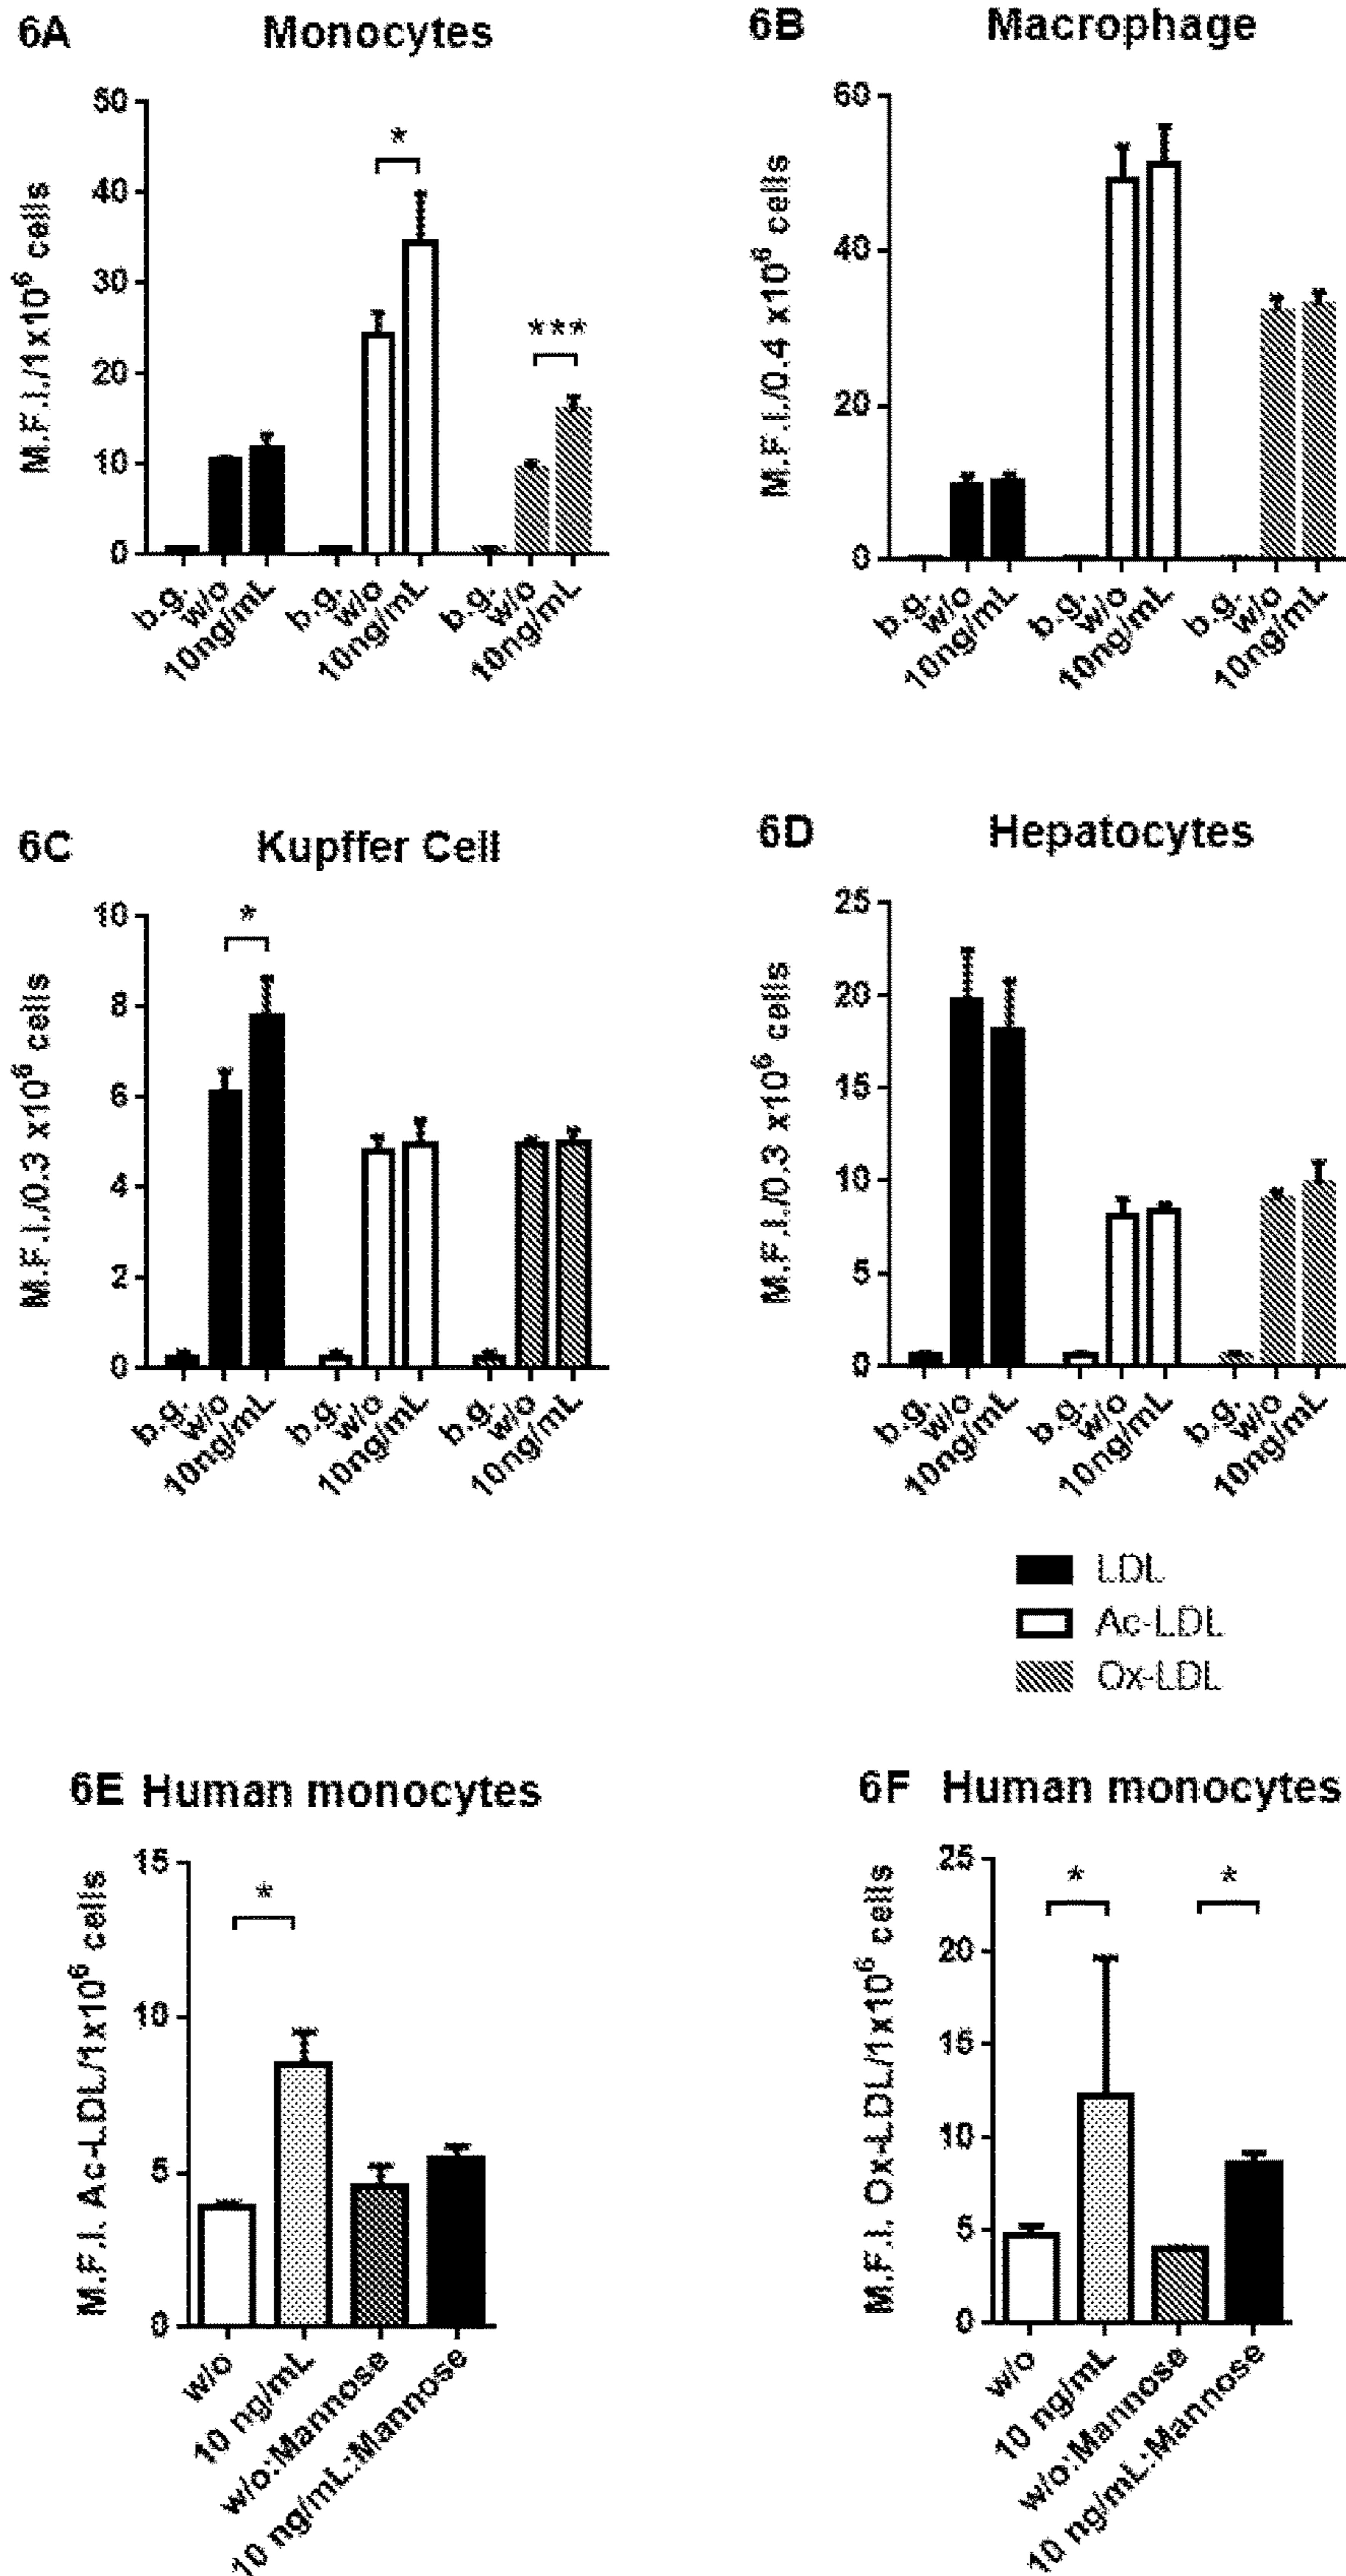 6A Monocytes
M.F.I./1x10⁶ cells
50
40
30
20
10
0
*
***
b.g. w/o 10ng/mL b.g. w/o 10ng/mL b.g. w/o 10ng/mL
6B Macrophage
M.F.I./0.4 x10⁶ cells
60
40
20
0
b.g. w/o 10ng/mL b.g. w/o 10ng/mL b.g. w/o 10ng/mL
6C Kupffer Cell
M.F.I./0.3 x10⁶ cells
10
8
6
4
2
0
*
b.g. w/o 10ng/mL b.g. w/o 10ng/mL b.g. w/o 10ng/mL
6D Hepatocytes
M.F.I./0.3 x10⁶ cells
25
20
15
10
5
0
b.g. w/o 10ng/mL b.g. w/o 10ng/mL b.g. w/o 10ng/mL
LDL
Ac-LDL
Ox-LDL
6E Human monocytes
M.F.I. Ac-LDL/1x10⁶ cells
15
10
5
0
*
w/o
10 ng/mL
w/o:Mannose
10 ng/mL:Mannose
6F Human monocytes
M.F.I. Ox-LDL/1x10⁶ cells
25
20
15
10
5
0
*
*
w/o
10 ng/mL
w/o:Mannose
10 ng/mL:Mannose